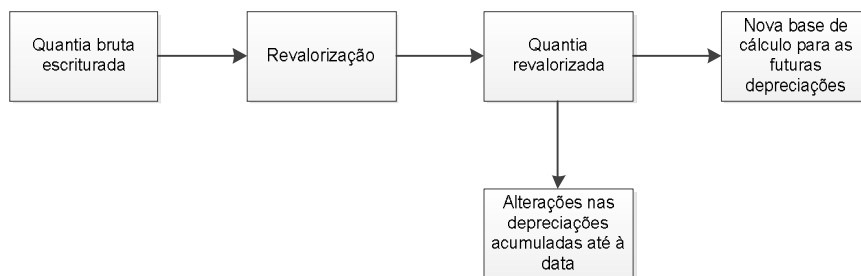 Quantia bruta
escriturada
Revalorização
Quantia
revalorizada
Nova base de
cálculo para as
futuras
depreciações
Alterações nas
depreciações
acumuladas até à
data